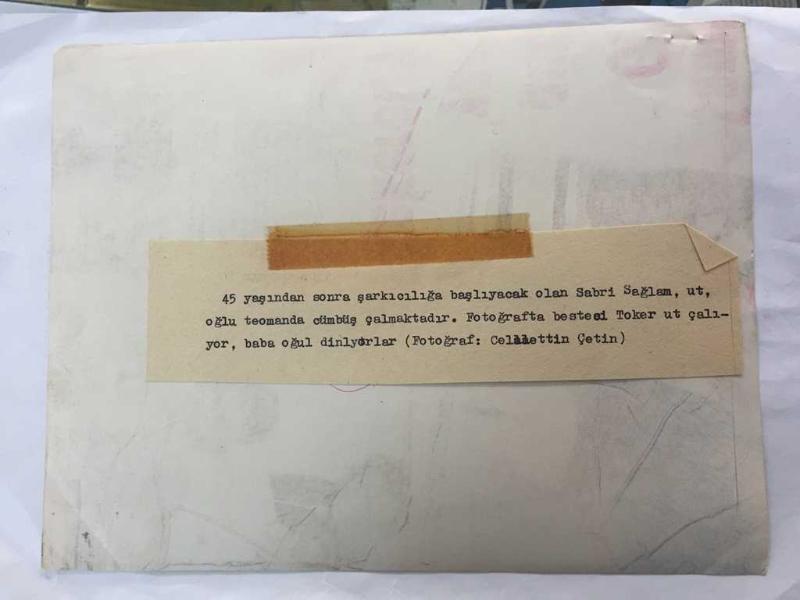 45 yaşından sonra şarkıcılığa başlıyacak olan Sabri Sağlam, ut,
oğlu teomanda cümbüş çalmaktadır. Fotoğrafta besteci Toker ut çalı-
yor, baba oğul dinlyorlar (Fotoğraf: Celalettin Çetin)